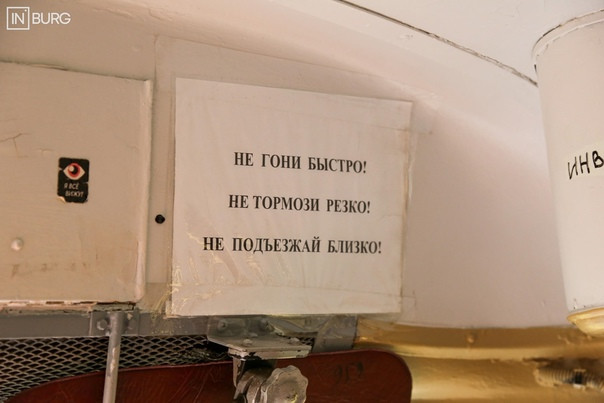 IN BURG
НЕ ГОНИ БЫСТРО!
НЕ ТОРМОЗИ РЕЗКО!
НЕ ПОДЪЕЗЖАЙ БЛИЗКО!
Я ВСЁ
ВИЖУ!
ИНВ